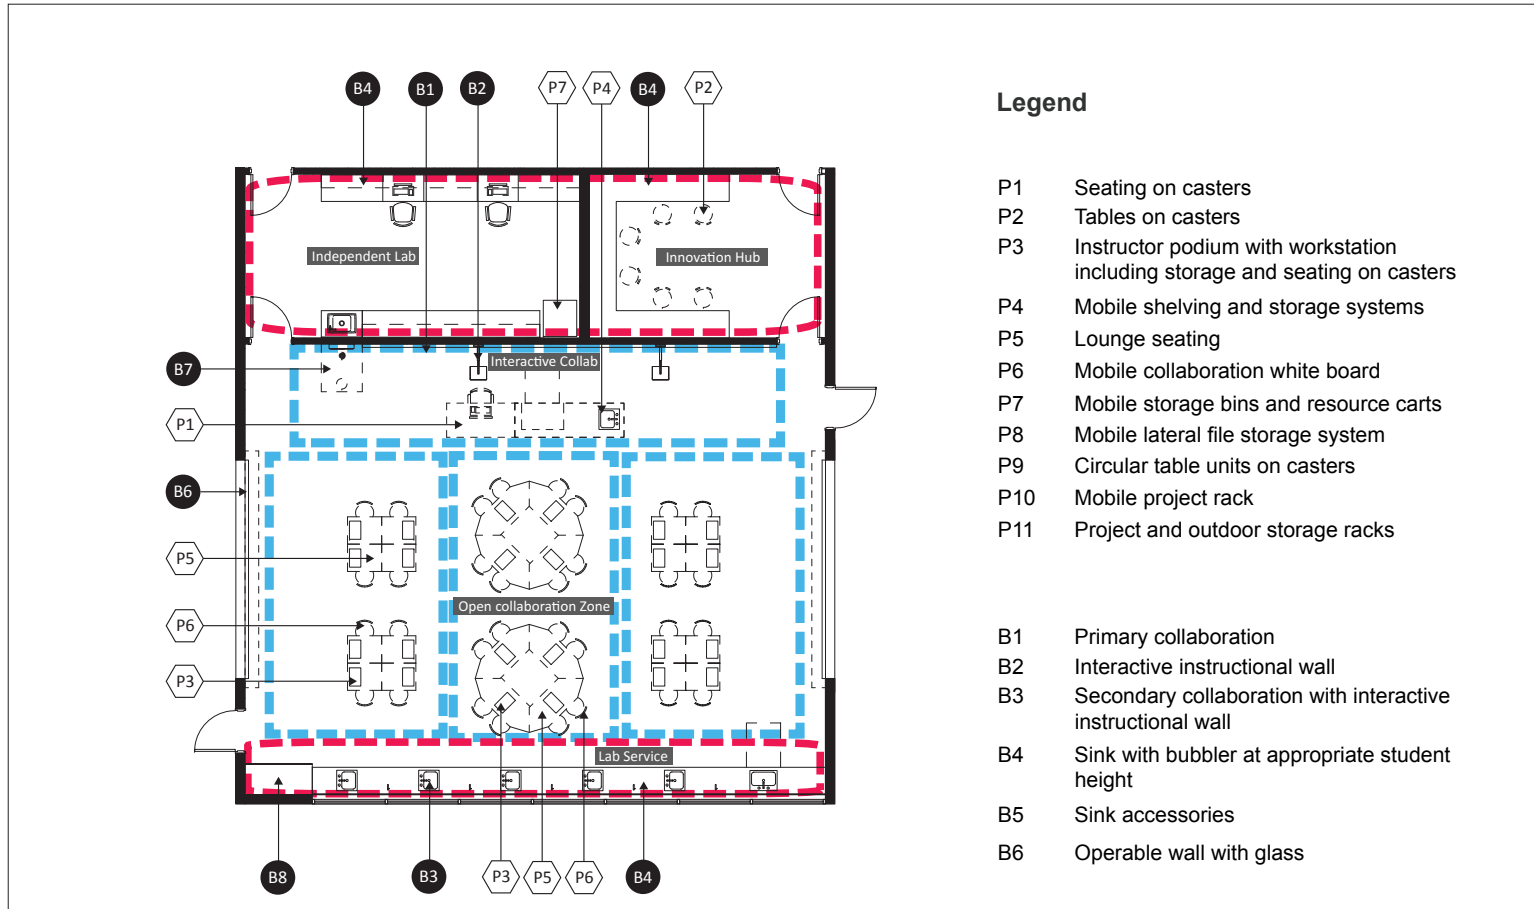 B4 B1 B2 P7 P4 B4 P2
Independent Lab
Innovation Hub
B7
Interactive Collab
P1
B6
P5
Open collaboration Zone
P6
P3
Lab Service
B8 B3 P3 P5 P6 B4
Legend
P1 Seating on casters
P2 Tables on casters
P3 Instructor podium with workstation
including storage and seating on casters
P4 Mobile shelving and storage systems
P5 Lounge seating
P6 Mobile collaboration white board
P7 Mobile storage bins and resource carts
P8 Mobile lateral file storage system
P9 Circular table units on casters
P10 Mobile project rack
P11 Project and outdoor storage racks
B1 Primary collaboration
B2 Interactive instructional wall
B3 Secondary collaboration with interactive
instructional wall
B4 Sink with bubbler at appropriate student
height
B5 Sink accessories
B6 Operable wall with glass